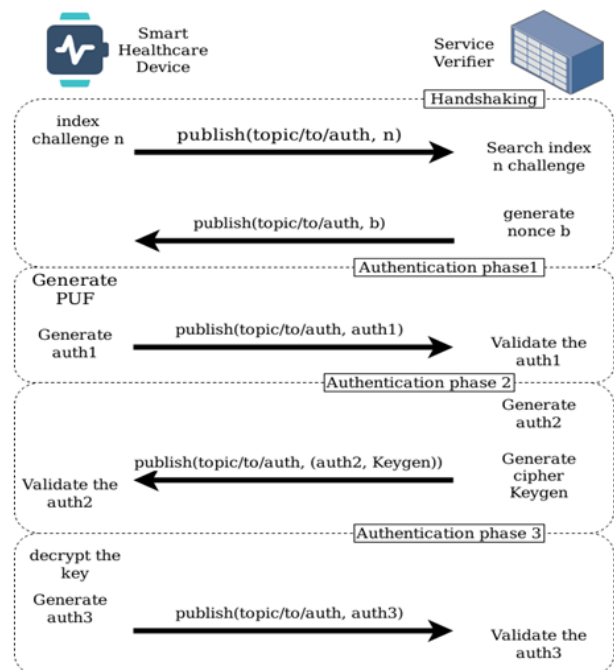 Smart
Healthcare
Device
Service
Verifier
Handshaking
index
challenge n
publish(topic/to/auth, n)
Search index
n challenge
publish(topic/to/auth, b)
generate
nonce b
Authentication phase1
Generate
PUF
Generate
auth1
publish(topic/to/auth, auth1)
Validate the
auth1
Authentication phase 2
Generate
auth2
publish(topic/to/auth, (auth2, Keygen))
Generate
cipher
Keygen
Validate the
auth2
Authentication phase 3
decrypt the
key
Generate
auth3
publish(topic/to/auth, auth3)
Validate the
auth3